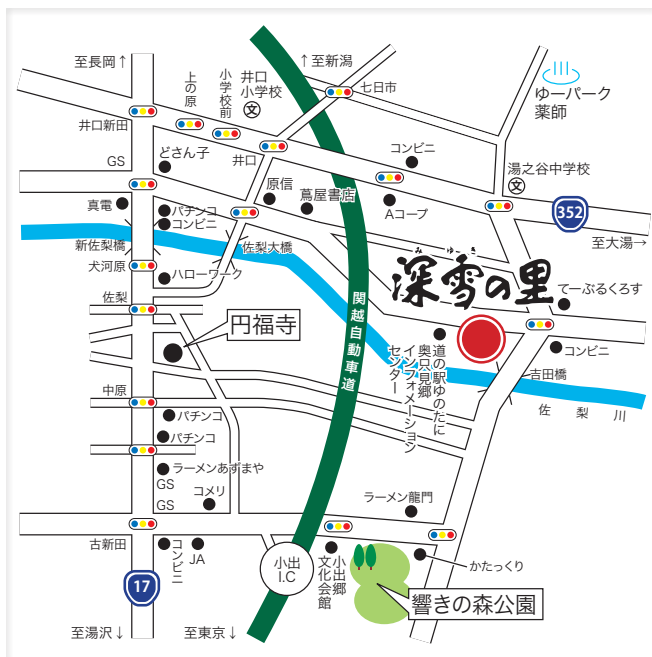 至長岡↑
↑至新潟
井口
小学校
小学校前
上の原
文
七日市
ゆーパーク
薬師
井口新田
GS
どさん子
井口
コンビニ
湯之谷中学校
文
原信
蔦屋書店
Aコープ
352
真電
パチンコ
コンビニ
新佐梨橋
佐梨大橋
至大湯→
みゆーき
深雪の里
犬河原
ハローワーク
てーぶるくろす
佐梨
関越自動車道
円福寺
道の駅ゆのたに
奥只見郷
インフォメーション
センター
コンビニ
吉田橋
佐梨川
中原
パチンコ
パチンコ
ラーメンあずまや
GS
GS
コメリ
ラーメン龍門
古新田
コンビニ
JA
小出
I.C
小出郷
文化会館
かたっくり
17
響きの森公園
至湯沢↓
至東京↓